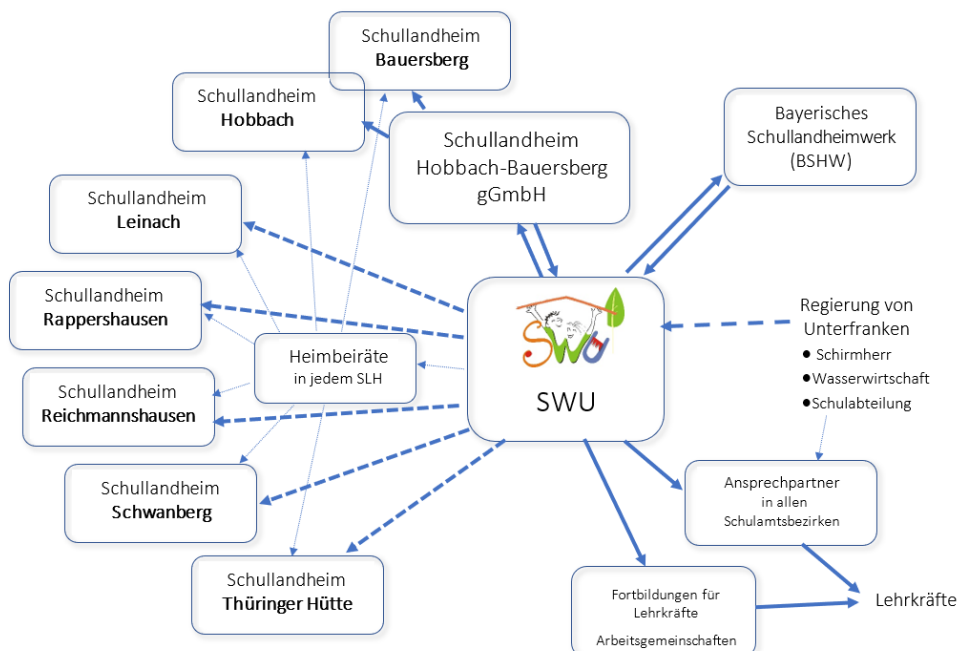 Schullandheim
Bauersberg
Schullandheim
Hobbach
Schullandheim
Hobbach-Bauersberg
gGmbH
Bayerisches
Schullandheimwerk
(BSHW)
Schullandheim
Leinach
Schullandheim
Rappershausen
Heimbeiräte
in jedem SLH
SWU
SWU
Regierung von
Unterfranken
● Schirmherr
●Wasserwirtschaft
●Schulabteilung
Schullandheim
Reichmannshausen
Schullandheim
Schwanberg
Ansprechpartner
in allen
Schulamtsbezirken
Schullandheim
Thüringer Hütte
Fortbildungen für
Lehrkräfte
Arbeitsgemeinschaften
Lehrkräfte